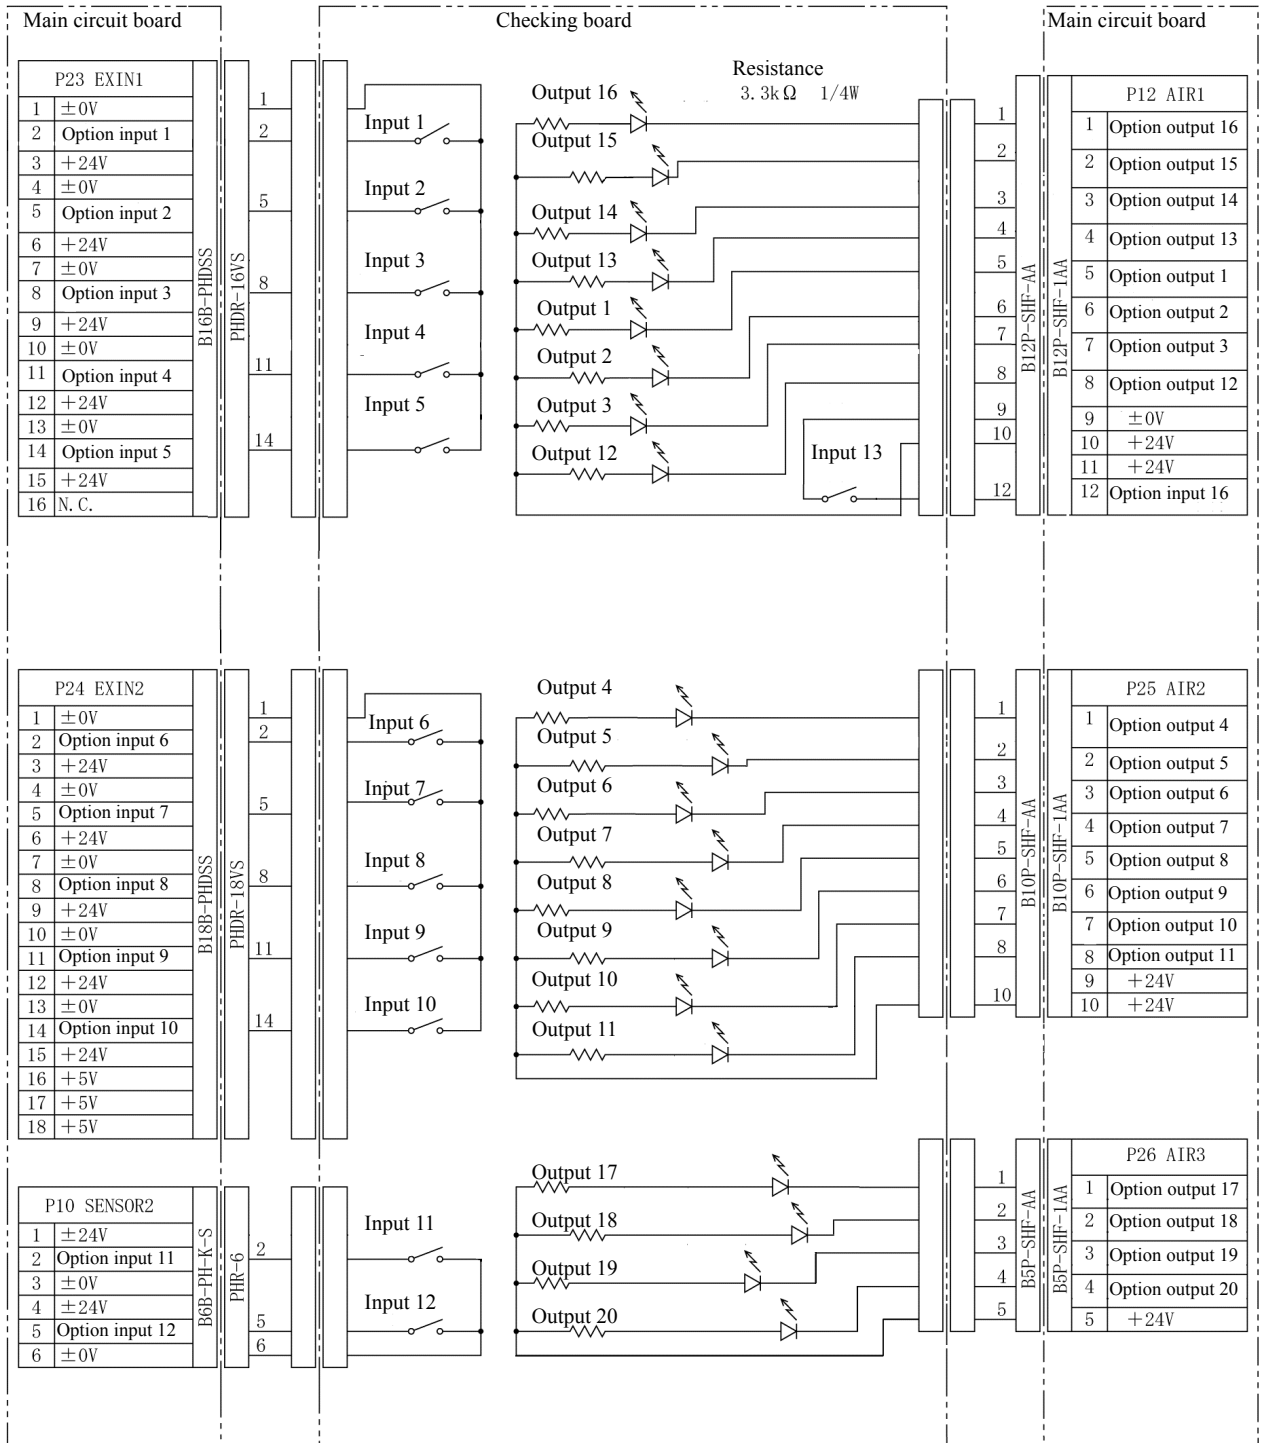 Main circuit board
Checking board
Main circuit board
P23 EXIN1
1 ±0V
2 Option input 1
3 +24V
4 ±0V
5 Option input 2
6 +24V
7 ±0V
8 Option input 3
9 +24V
10 ±0V
11 Option input 4
12 +24V
13 ±0V
14 Option input 5
15 +24V
16 N.C.
B16B-PHDSS
PHDR-16VS
1
2
5
8
11
14
Input 1
Input 2
Input 3
Input 4
Input 5
Resistance
3.3kΩ 1/4W
Output 16
Output 15
Output 14
Output 13
Output 1
Output 2
Output 3
Output 12
Input 13
1
2
3
4
5
6
7
8
9
10
12
B12P-SHF-AA
B12P-SHF-1AA
P12 AIR1
1 Option output 16
2 Option output 15
3 Option output 14
4 Option output 13
5 Option output 1
6 Option output 2
7 Option output 3
8 Option output 12
9 ±0V
10 +24V
11 +24V
12 Option input 16
P24 EXIN2
1 ±0V
2 Option input 6
3 +24V
4 ±0V
5 Option input 7
6 +24V
7 ±0V
8 Option input 8
9 +24V
10 ±0V
11 Option input 9
12 +24V
13 ±0V
14 Option input 10
15 +24V
16 +5V
17 +5V
18 +5V
B18B-PHDSS
PHDR-18VS
1
2
5
8
11
14
Input 6
Input 7
Input 8
Input 9
Input 10
Output 4
Output 5
Output 6
Output 7
Output 8
Output 9
Output 10
Output 11
1
2
3
4
5
6
7
8
10
B10P-SHF-AA
B10P-SHF-1AA
P25 AIR2
1 Option output 4
2 Option output 5
3 Option output 6
4 Option output 7
5 Option output 8
6 Option output 9
7 Option output 10
8 Option output 11
9 +24V
10 +24V
P10 SENSOR2
1 ±24V
2 Option input 11
3 ±0V
4 ±24V
5 Option input 12
6 ±0V
B6B-PH-K-S
PHR-6
2
5
6
Input 11
Input 12
Output 17
Output 18
Output 19
Output 20
1
2
3
4
5
B5P-SHF-AA
B5P-SHF-1AA
P26 AIR3
1 Option output 17
2 Option output 18
3 Option output 19
4 Option output 20
5 +24V